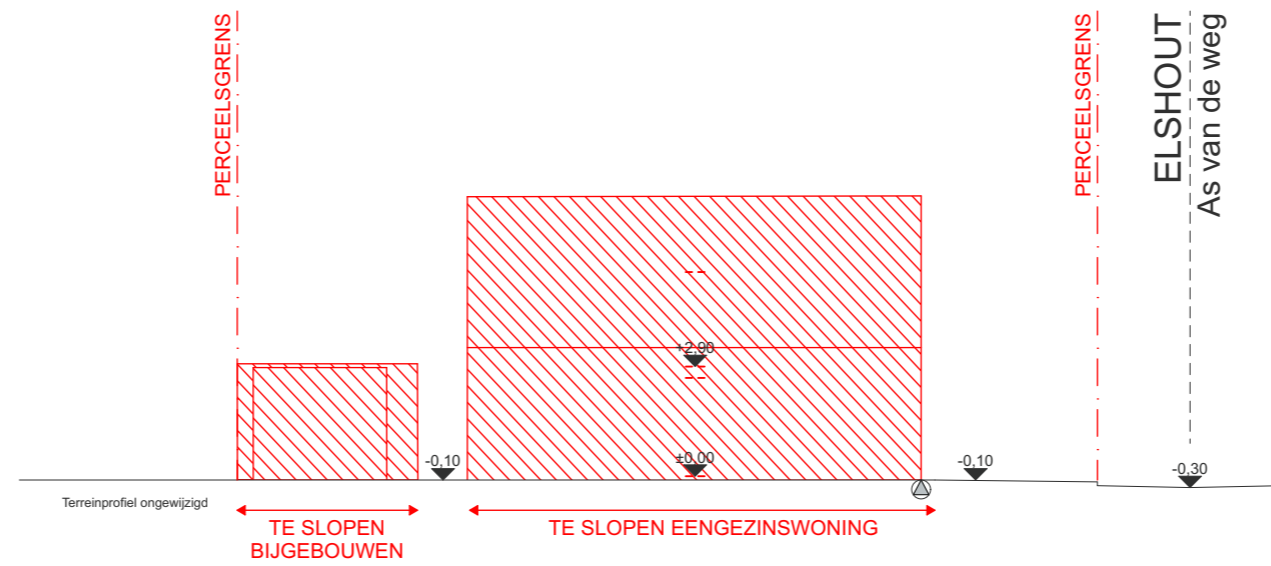 PERCEELSGRENS
PERCEELSGRENS
ELSHOUT
As van de weg
+2,90
-0,10
±0,00
-0,10
-0,30
Terreinprofiel ongewijzigd
TE SLOPEN
BIJGEBOUWEN
TE SLOPEN EENGEZINSWONING